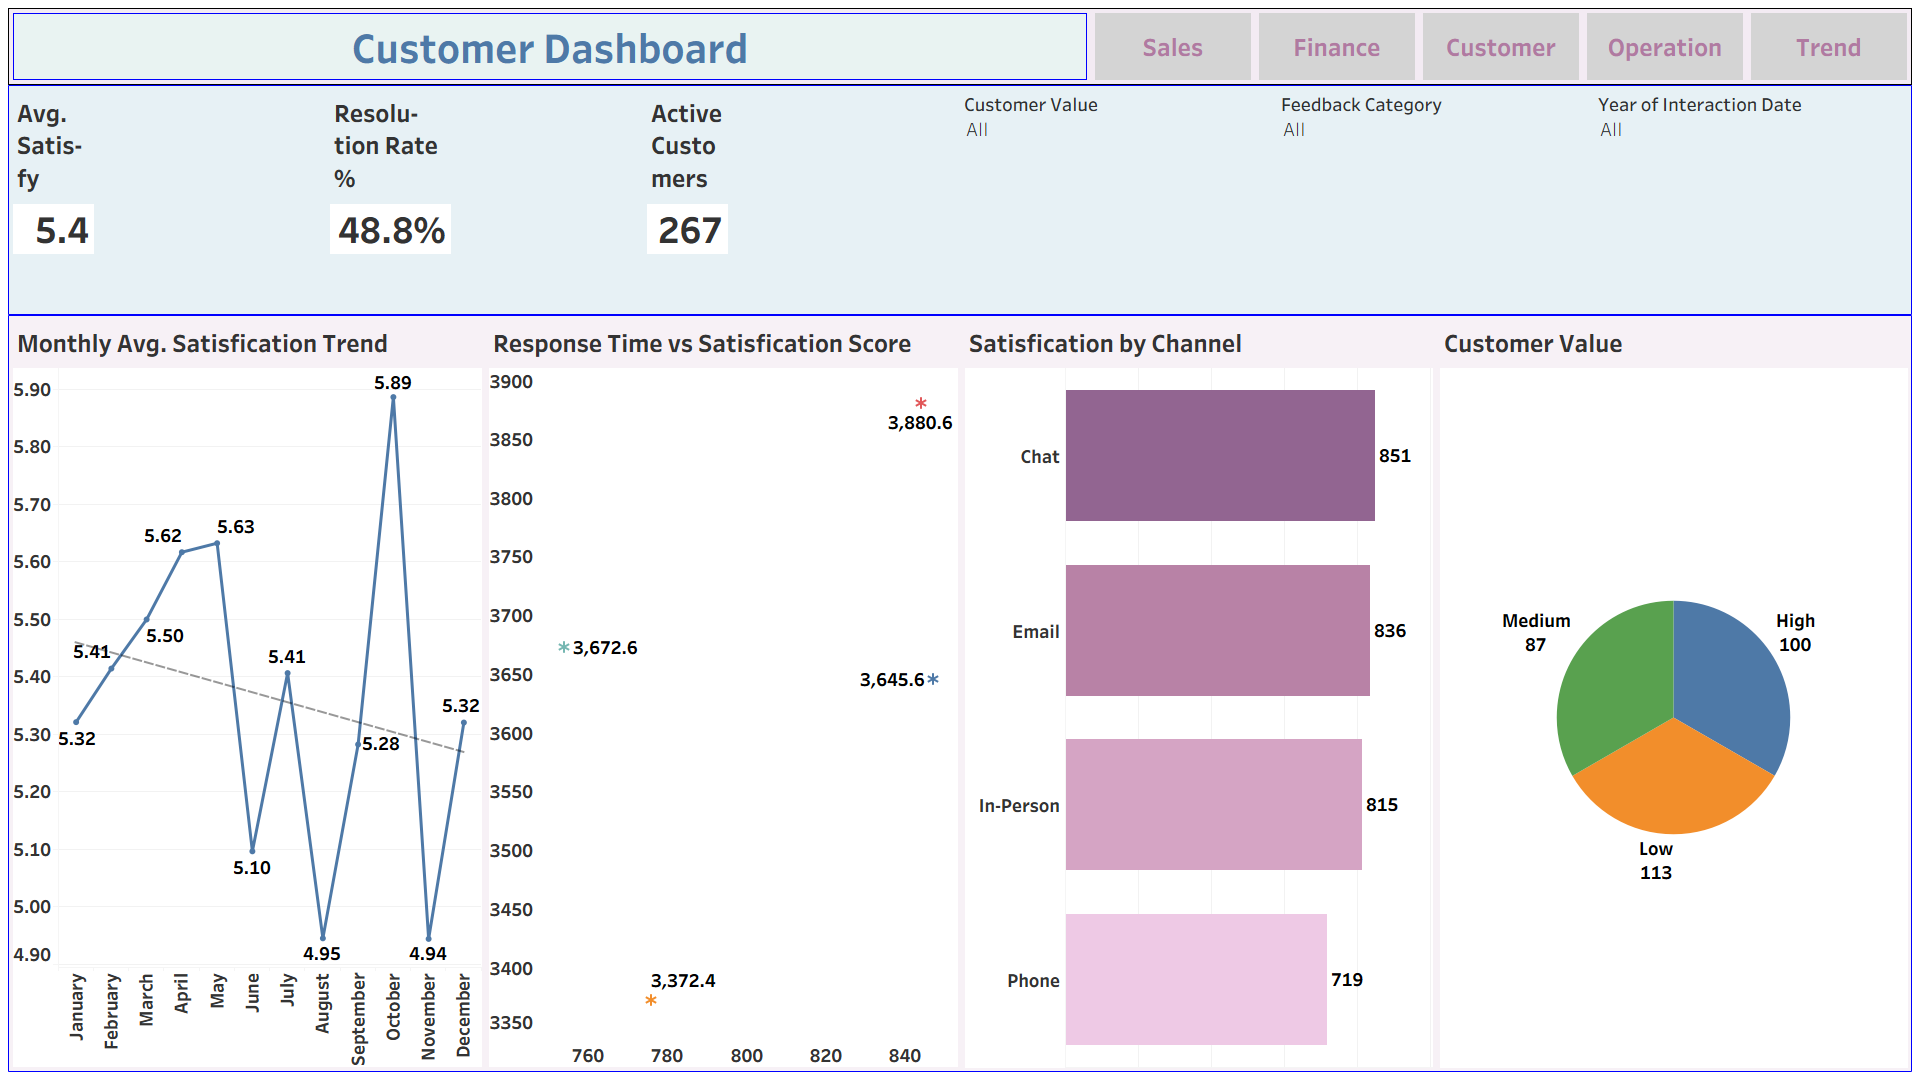 Customer Dashboard
Sales
Finance
Customer
Operation
Trend
Avg.
Satis-
fy
5.4
Resolu-
tion Rate
%
48.8%
Active
Custo
mers
267
Customer Value
All
Feedback Category
All
Year of Interaction Date
All
Monthly Avg. Satisfication Trend
5.90
5.80
5.70
5.60
5.50
5.40
5.30
5.20
5.10
5.00
4.90
5.32
5.41
5.50
5.62
5.63
5.10
5.41
4.95
5.28
5.89
4.94
5.32
January
February
March
April
May
June
July
August
September
October
November
December
Response Time vs Satisfication Score
3900
3850
3800
3750
3700
3650
3600
3550
3500
3450
3400
3350
3,880.6
3,672.6
3,645.6
3,372.4
760
780
800
820
840
Satisfication by Channel
Chat
851
Email
836
In-Person
815
Phone
719
Customer Value
Medium
87
High
100
Low
113